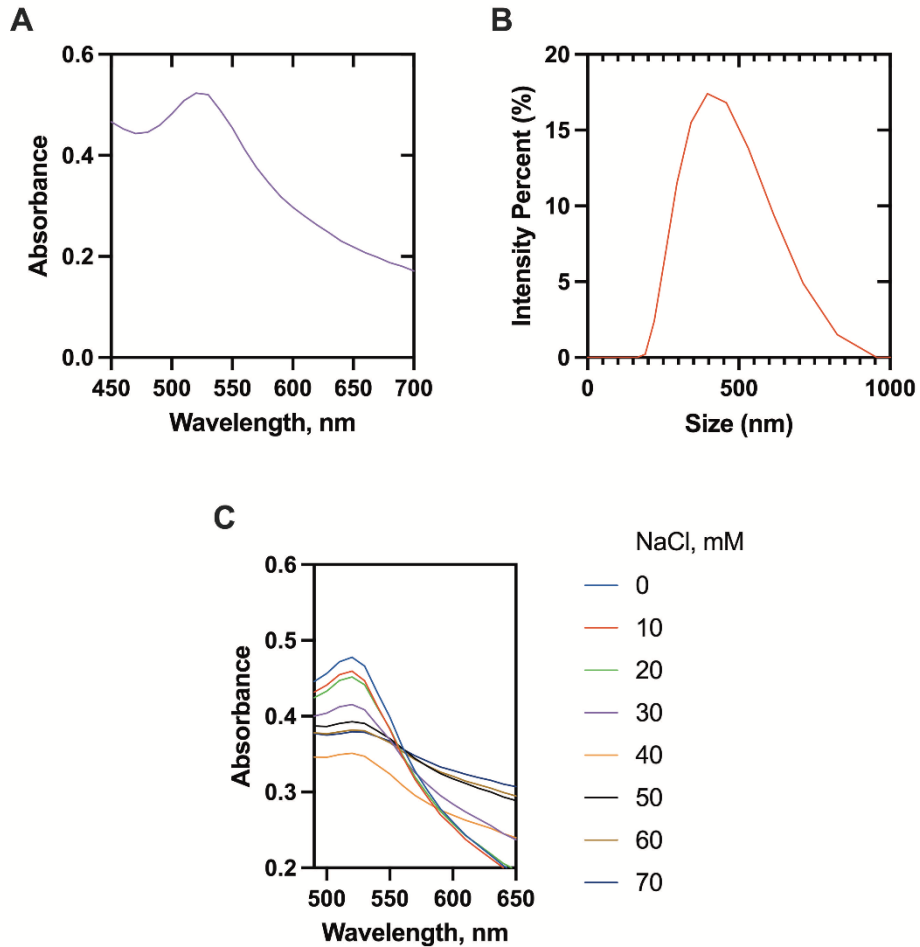 A
0.6
0.4
0.2
0.0
Absorbance
450 500 550 600 650 700
Wavelength, nm
B
20
15
10
5
0
Intensity Percent (%)
0 500 1000
Size (nm)
C
0.6
0.5
0.4
0.3
0.2
Absorbance
500 550 600 650
Wavelength, nm
NaCl, mM
0
10
20
30
40
50
60
70